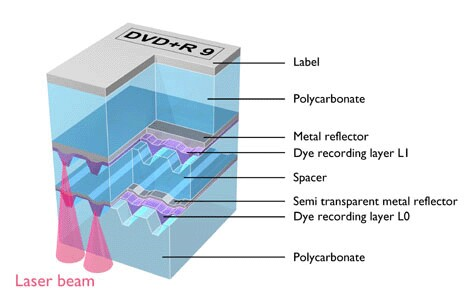 DVD+R 9
Label
Polycarbonate
Metal reflector
Dye recording layer L1
Spacer
Semi transparent metal reflector
Dye recording layer L0
Polycarbonate
Laser beam